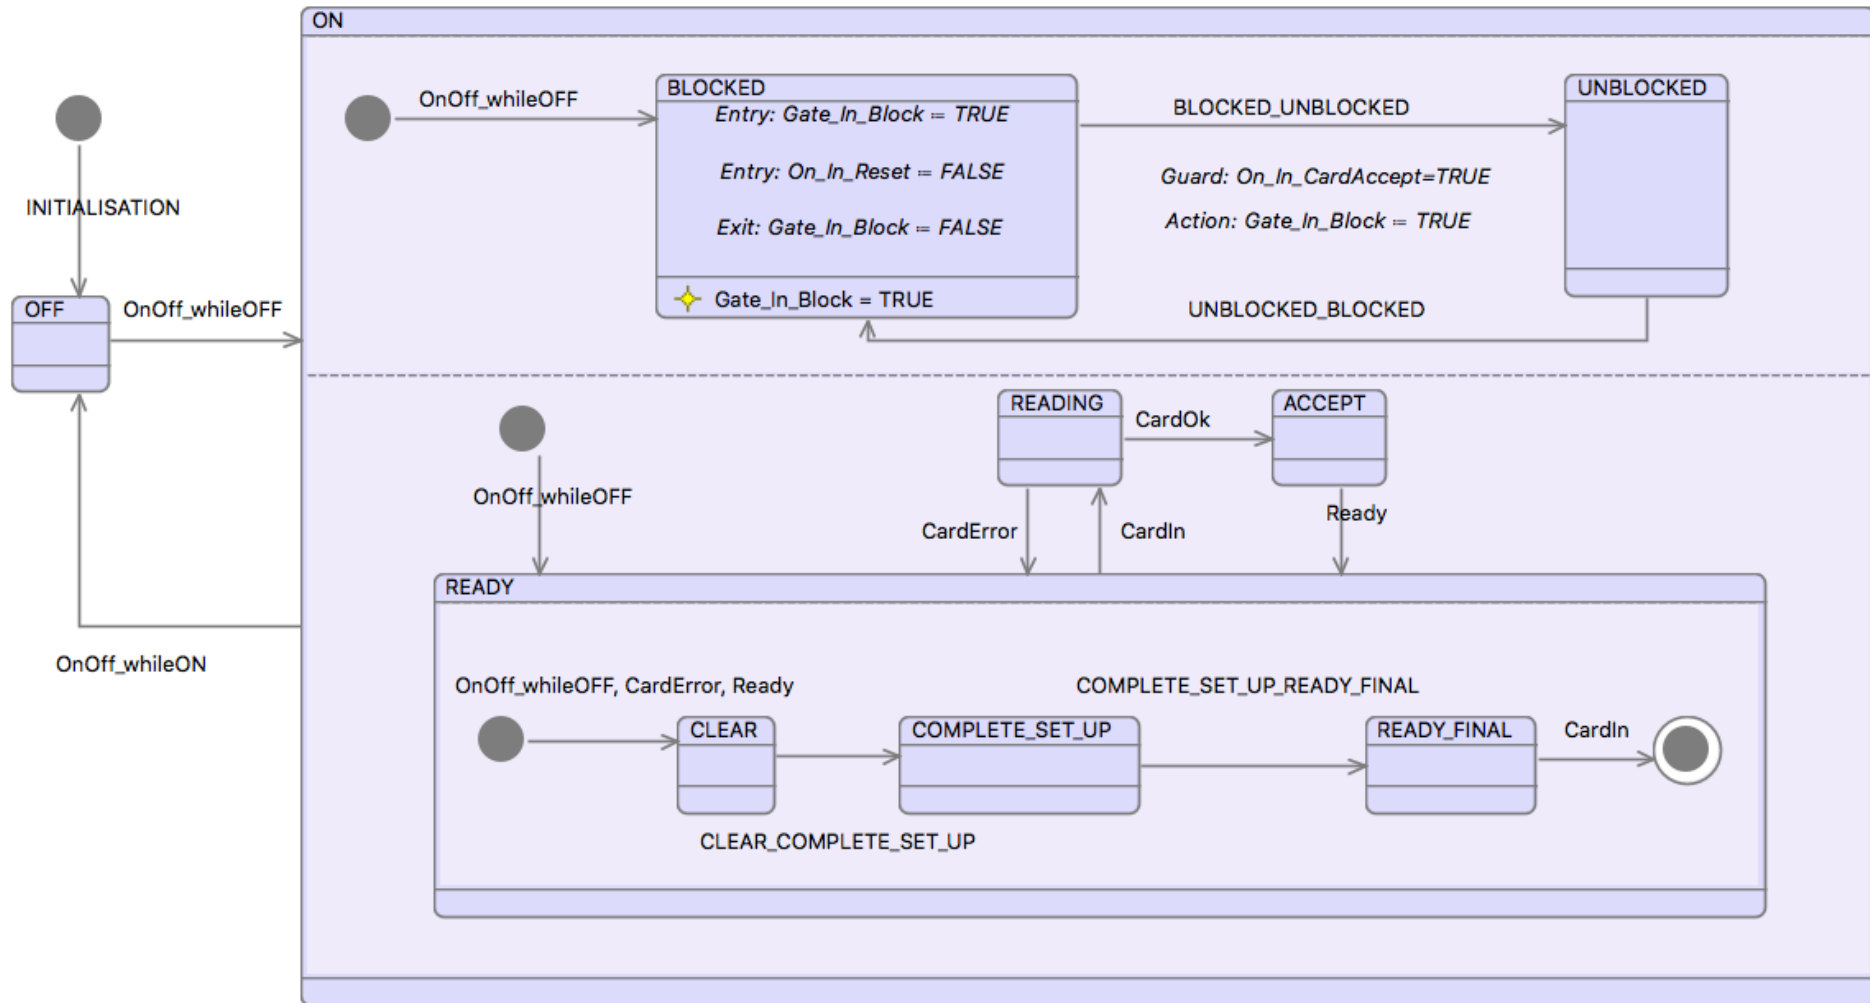 ON
OnOff_whileOFF
BLOCKED
Entry: Gate_In_Block ≔ TRUE
Entry: On_In_Reset ≔ FALSE
Exit: Gate_In_Block ≔ FALSE
Gate_In_Block = TRUE
BLOCKED_UNBLOCKED
Guard: On_In_CardAccept=TRUE
Action: Gate_In_Block ≔ TRUE
UNBLOCKED
UNBLOCKED_BLOCKED
INITIALISATION
OFF
OnOff_whileOFF
OnOff_whileON
READING
CardOk
ACCEPT
OnOff_whileOFF
CardError
CardIn
Ready
READY
OnOff_whileOFF, CardError, Ready
COMPLETE_SET_UP_READY_FINAL
CLEAR
COMPLETE_SET_UP
READY_FINAL
CardIn
CLEAR_COMPLETE_SET_UP